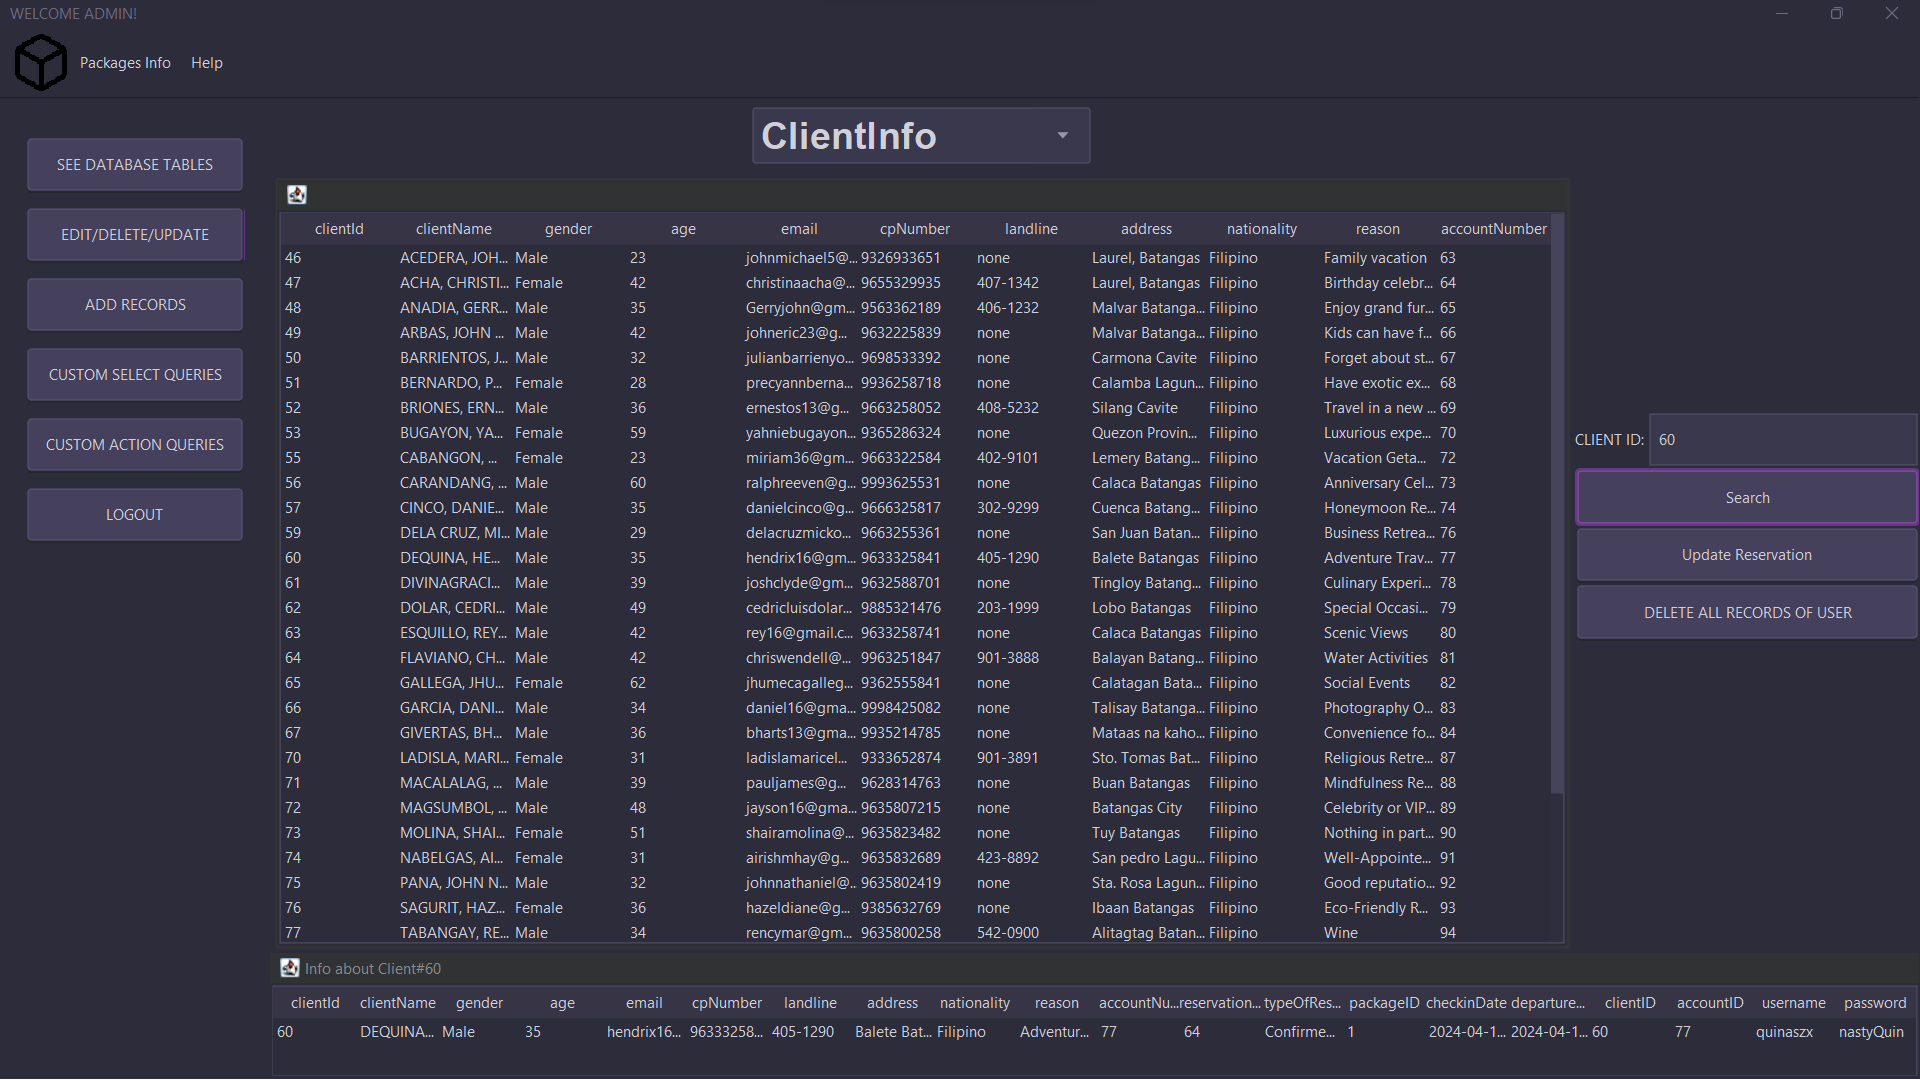 WELCOME ADMIN!
Packages Info Help
ClientInfo
SEE DATABASE TABLES
EDIT/DELETE/UPDATE
ADD RECORDS
CUSTOM SELECT QUERIES
CUSTOM ACTION QUERIES
LOGOUT
clientId clientName gender age email cpNumber landline address nationality reason accountNumber
46 ACEDERA, JOH... Male 23 johnmichael5@... 9326933651 none Laurel, Batangas Filipino Family vacation 63
47 ACHA, CHRISTI... Female 42 christinaacha@... 9655329935 407-1342 Laurel, Batangas Filipino Birthday celebr... 64
48 ANADIA, GERR... Male 35 Gerryjohn@gm... 9563362189 406-1232 Malvar Batanga... Filipino Enjoy grand fur... 65
49 ARBAS, JOHN ... Male 42 johneric23@g... 9632225839 none Malvar Batanga... Filipino Kids can have f... 66
50 BARRIENTOS, J... Male 32 julianbarrienyo... 9698533392 none Carmona Cavite Filipino Forget about st... 67
51 BERNARDO, P... Female 28 precyannberna... 9936258718 none Calamba Lagun... Filipino Have exotic ex... 68
52 BRIONES, ERN... Male 36 ernestos13@g... 9663258052 408-5232 Silang Cavite Filipino Travel in a new ... 69
53 BUGAYON, YA... Female 59 yahniebugayon... 9365286324 none Quezon Provin... Filipino Luxurious expe... 70
55 CABANGON, ... Female 23 miriam36@gm... 9663322584 402-9101 Lemery Batang... Filipino Vacation Geta... 72
56 CARANDANG, ... Male 60 ralphreeven@g... 9993625531 none Calaca Batangas Filipino Anniversary Cel... 73
57 CINCO, DANIE... Male 35 danielcinco@g... 9666325817 302-9299 Cuenca Batang... Filipino Honeymoon Re... 74
59 DELA CRUZ, MI... Male 29 delacruzmicko... 9663255361 none San Juan Batan... Filipino Business Retrea... 76
60 DEQUINA, HE... Male 35 hendrix16@gm... 9633325841 405-1290 Balete Batangas Filipino Adventure Trav... 77
61 DIVINAGRACI... Male 39 joshclyde@gm... 9632588701 none Tingloy Batang... Filipino Culinary Experi... 78
62 DOLAR, CEDRI... Male 49 cedricluisdolar... 9885321476 203-1999 Lobo Batangas Filipino Special Occasi... 79
63 ESQUILLO, REY... Male 42 rey16@gmail.c... 9633258741 none Calaca Batangas Filipino Scenic Views 80
64 FLAVIANO, CH... Male 42 chriswendell@... 9963251847 901-3888 Balayan Batang... Filipino Water Activities 81
65 GALLEGA, JHU... Female 62 jhumecagalleg... 9362555841 none Calatagan Bata... Filipino Social Events 82
66 GARCIA, DANI... Male 34 daniel16@gma... 9998425082 none Talisay Batanga... Filipino Photography O... 83
67 GIVERTAS, BH... Male 36 bharts13@gma... 9935214785 none Mataas na kaho... Filipino Convenience fo... 84
70 LADISLA, MARI... Female 31 ladislamaricel... 9333652874 901-3891 Sto. Tomas Bat... Filipino Religious Retre... 87
71 MACALALAG, ... Male 39 pauljames@g... 9628314763 none Buan Batangas Filipino Mindfulness Re... 88
72 MAGSUMBOL, ... Male 48 jayson16@gma... 9635807215 none Batangas City Filipino Celebrity or VIP... 89
73 MOLINA, SHAI... Female 51 shairamolina@... 9635823482 none Tuy Batangas Filipino Nothing in part... 90
74 NABELGAS, AI... Female 31 airishmhay@g... 9635832689 423-8892 San pedro Lagu... Filipino Well-Appointe... 91
75 PANA, JOHN N... Male 32 johnnathaniel@... 9635802419 none Sta. Rosa Lagun... Filipino Good reputatio... 92
76 SAGURIT, HAZ... Female 36 hazeldiane@g... 9385632769 none Ibaan Batangas Filipino Eco-Friendly R... 93
77 TABANGAY, RE... Male 34 rencymar@gm... 9635800258 542-0900 Alitagtag Batan... Filipino Wine 94
CLIENT ID: 60
Search
Update Reservation
DELETE ALL RECORDS OF USER
Info about Client#60
clientId clientName gender age email cpNumber landline address nationality reason accountNu... reservation... typeOfRes... packageID checkinDate departure... clientID accountID username password
60 DEQUINA... Male 35 hendrix16... 96333258... 405-1290 Balete Bat... Filipino Adventur... 77 64 Confirme... 1 2024-04-1... 2024-04-1... 60 77 quinaszx nastyQuin